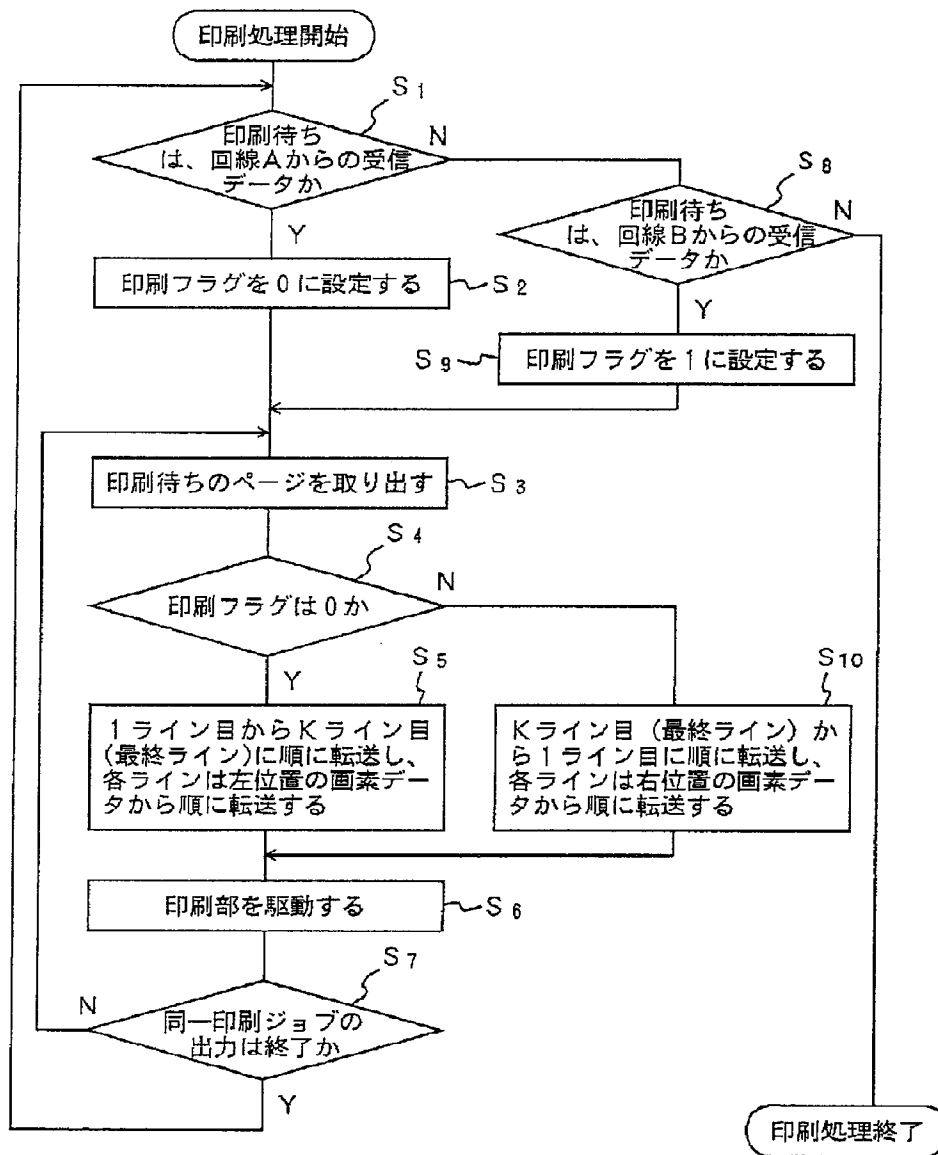 印刷処理開始
S1
印刷待ち
は、回線Aからの受信
データか
N
Y
S8
印刷待ち
は、回線Bからの受信
データか
N
Y
印刷フラグを0に設定する
S2
S9
印刷フラグを1に設定する
印刷待ちのページを取り出す
S3
S4
印刷フラグは0か
N
Y
S5
1ライン目からKライン目
(最終ライン)に順に転送し、
各ラインは左位置の画素デー
タから順に転送する
S10
Kライン目(最終ライン)か
ら1ライン目に順に転送し、
各ラインは右位置の画素デー
タから順に転送する
印刷部を駆動する
S6
S7
N
同一印刷ジョブの
出力は終了か
Y
印刷処理終了